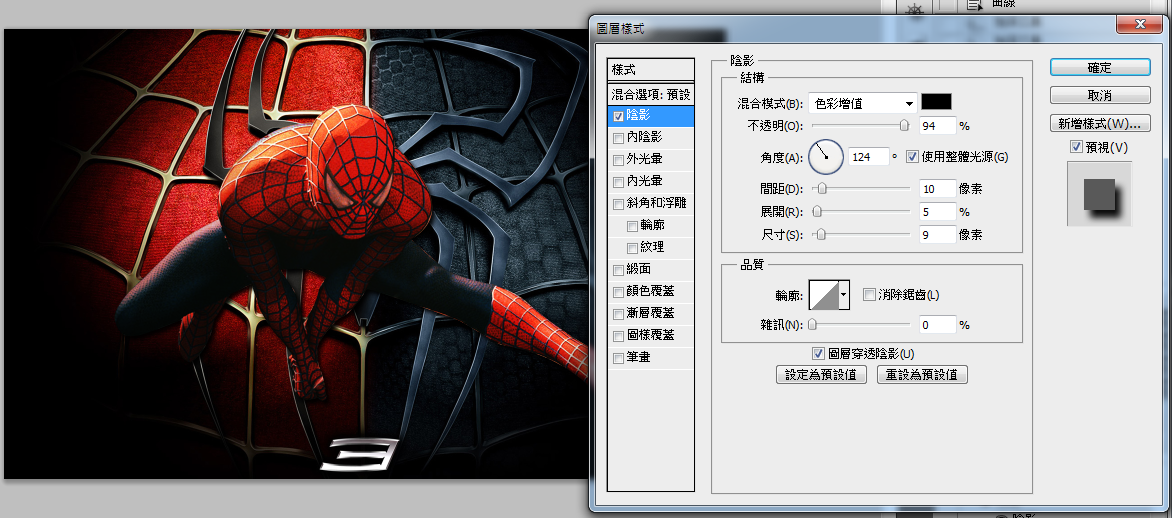 曲線
圖層樣式
樣式
混合選項: 預設
陰影
內陰影
外光暈
內光暈
斜角和浮雕
輪廓
紋理
緞面
顏色覆蓋
漸層覆蓋
圖樣覆蓋
筆畫
陰影
結構
混合模式(B): 色彩增值
不透明(O): 94 %
角度(A): 124 ° 使用整體光源(G)
間距(D): 10 像素
展開(R): 5 %
尺寸(S): 9 像素
品質
輪廓: 消除鋸齒(L)
雜訊(N): 0 %
圖層穿透陰影(U)
設定為預設值 重設為預設值
確定
取消
新增樣式(W)...
預視(V)
3
陰影